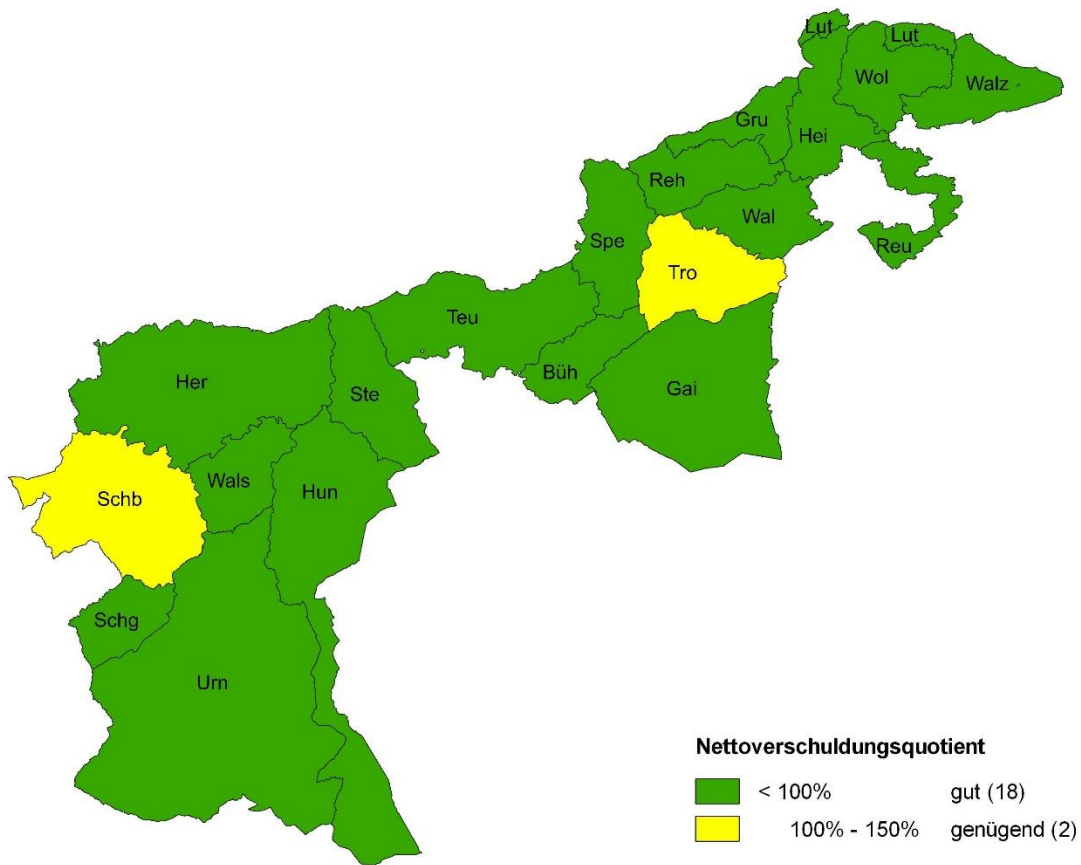 Lut
Lut
Wol
Walz
Gru
Hei
Reh
Wal
Spe
Reu
Tro
Teu
Büh
Gai
Her
Ste
Wals
Hun
Schb
Schg
Urn
Nettoverschuldungsquotient
< 100% gut (18)
100% - 150% genügend (2)